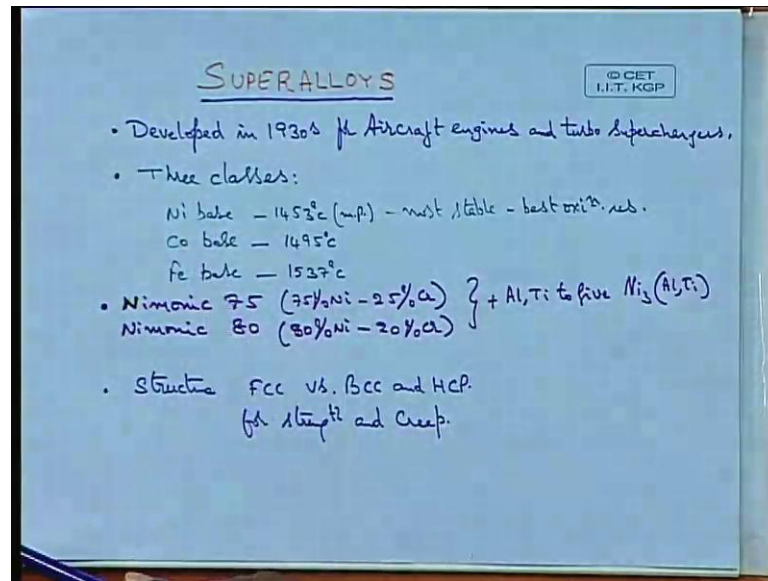 SUPERALLOYS
© CET
I.I.T. KGP
• Developed in 1930s for Aircraft engines and turbo Superchargers.
• Three classes:
Ni base – 1453°c (m.p.) – most stable – best oxiⁿ. res.
Co base – 1495°c
Fe base – 1537°c
• Nimonic 75 (75%Ni – 25%Cr) } + Al, Ti to give Ni₃(Al,Ti)
Nimonic 80 (80%Ni – 20%Cr)
• Structure FCC vs. BCC and HCP.
for strength and Creep.